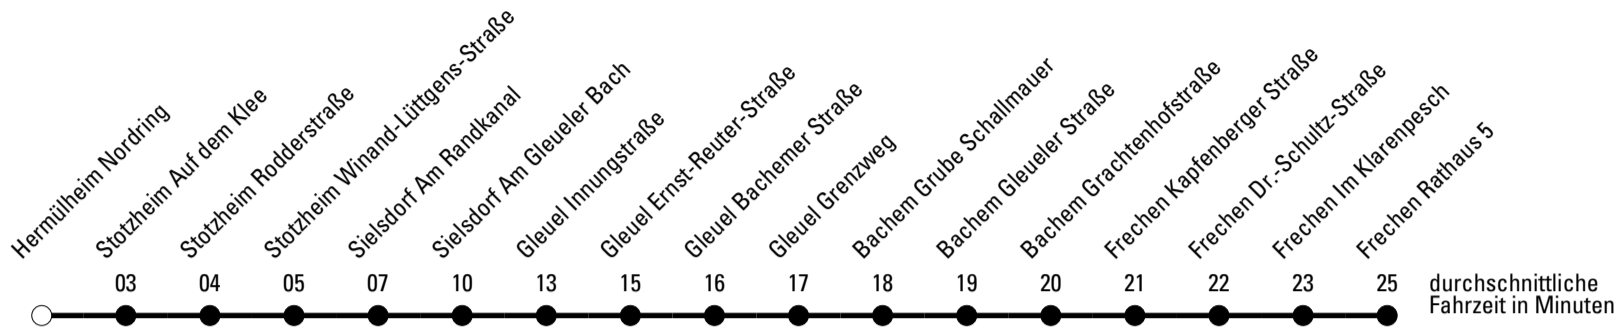 Hermülheim Nordring
Stotzheim Auf dem Klee
Stotzheim Rodderstraße
Stotzheim Winand-Lüttgens-Straße
Sielsdorf Am Randkanal
Sielsdorf Am Gleueler Bach
Gleuel Innungstraße
Gleuel Ernst-Reuter-Straße
Gleuel Bachemer Straße
Gleuel Grenzweg
Bachem Grube Schallmauer
Bachem Gleueler Straße
Bachem Grachtenhofstraße
Frechen Kapfenberger Straße
Frechen Dr.-Schultz-Straße
Frechen Im Klarenpesch
Frechen Rathaus 5
03 04 05 07 10 13 15 16 17 18 19 20 21 22 23 25
durchschnittliche
Fahrzeit in Minuten